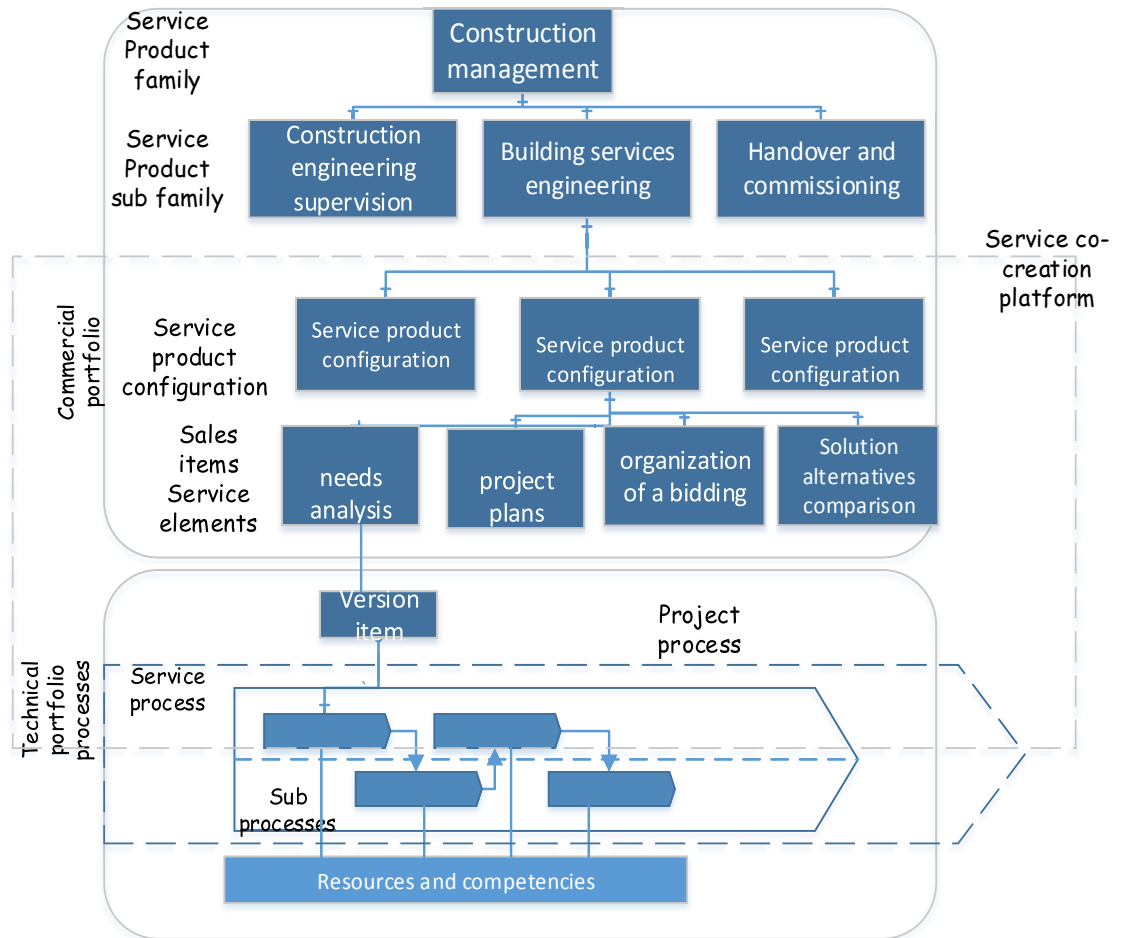 Service
Product
family
Construction
management
Service
Product
sub family
Construction
engineering
supervision
Building services
engineering
Handover and
commissioning
Service co-
creation
platform
Commercial
portfolio
Service
product
configuration
Service product
configuration
Service product
configuration
Service product
configuration
Sales
items
Service
elements
needs
analysis
project
plans
organization
of a bidding
Solution
alternatives
comparison
Version
item
Project
process
Technical
portfolio
processes
Service
process
Sub
processes
Resources and competencies